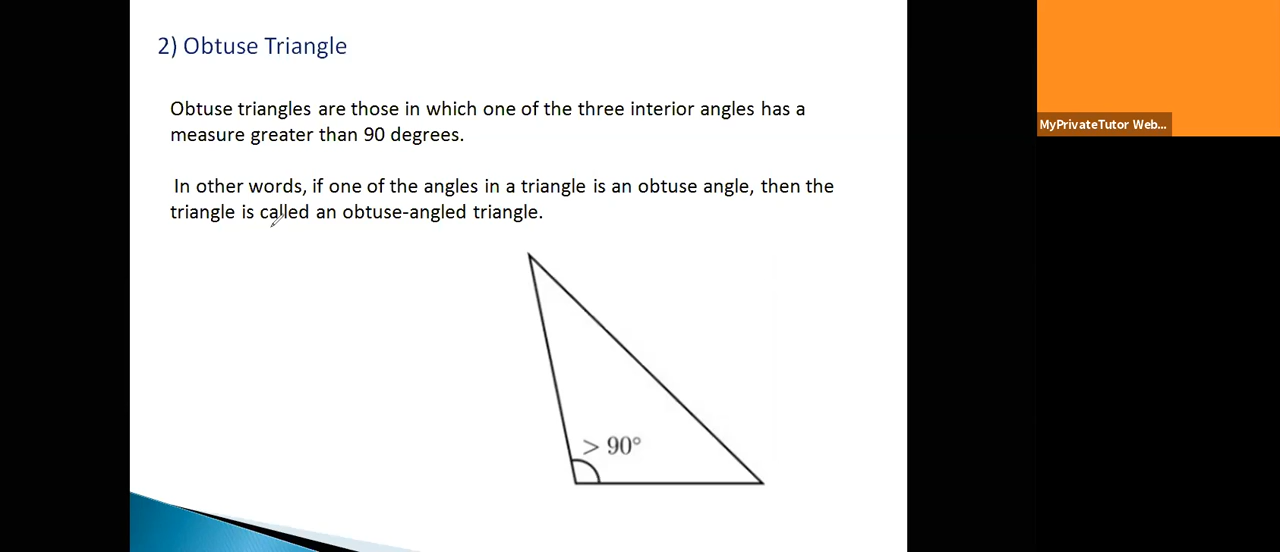 2) Obtuse Triangle
Obtuse triangles are those in which one of the three interior angles has a
measure greater than 90 degrees.
In other words, if one of the angles in a triangle is an obtuse angle, then the
triangle is called an obtuse-angled triangle.
> 90°
MyPrivateTutor Web...